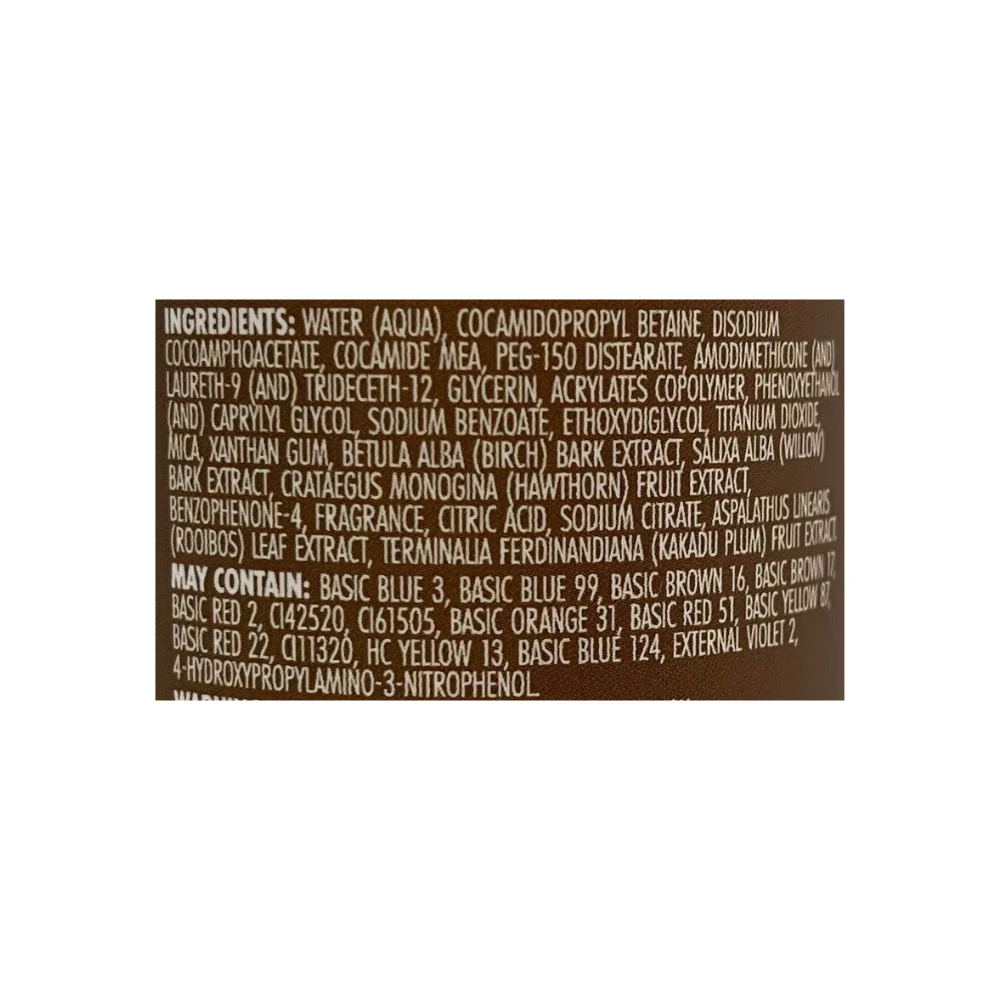 INGREDIENTS: WATER (AQUA), COCAMIDOPROPYL BETAINE, DISODIUM
COCOAMPHOACETATE, COCAMIDE MEA, PEG-150 DISTEARATE, AMODIMETHICONE (AND)
LAURETH-9 (AND) TRIDECETH-12, GLYCERIN, ACRYLATES COPOLYMER, PHENOXYETHANOL
(AND) CAPRYLYL GLYCOL, SODIUM BENZOATE, ETHOXYDIGLYCOL, TITANIUM DIOXIDE,
MICA, XANTHAN GUM, BETULA ALBA (BIRCH) BARK EXTRACT, SALIXA ALBA (WILLOW)
BARK EXTRACT, CRATAEGUS MONOGINA (HAWTHORN) FRUIT EXTRACT,
BENZOPHENONE-4, FRAGRANCE, CITRIC ACID, SODIUM CITRATE, ASPALATHUS LINEARIS
(ROOIBOS) LEAF EXTRACT, TERMINALIA FERDINANDIANA (KAKADU PLUM) FRUIT EXTRACT.
MAY CONTAIN: BASIC BLUE 3, BASIC BLUE 99, BASIC BROWN 16, BASIC BROWN 17,
BASIC RED 2, CI42520, CI61505, BASIC ORANGE 31, BASIC RED 51, BASIC YELLOW 87,
BASIC RED 22, CI11320, HC YELLOW 13, BASIC BLUE 124, EXTERNAL VIOLET 2,
4-HYDROXYPROPYLAMINO-3-NITROPHENOL